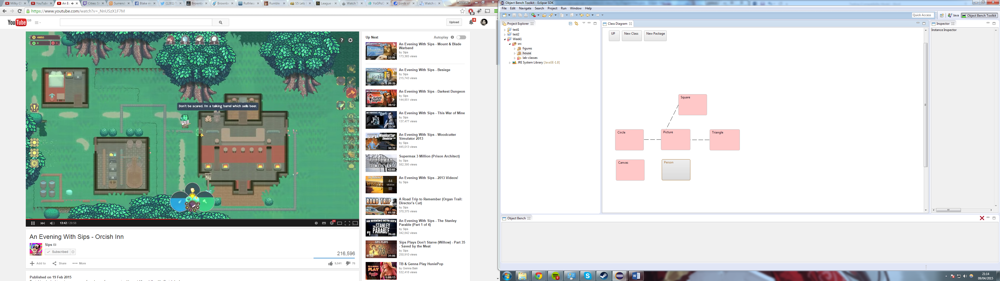 Milky C
YouTube
An Ev
Cities: S
Surrend
Blake m
(1281) T
Brownb
Brownb
Ruthless
Rumble
S5 Lets
League
Watch T
YoGPoD
Lords of
Watch c
Ashhad
https://www.youtube.com/watch?v=_NnUSzX1F7M
YouTube GB
Upload
4
48650
0
0
77
53
0
0
?
Don't be scared. I'm a talking barrel which sells beer.
0
13:42 / 29:58
HD
An Evening With Sips - Orcish Inn
Sips
Subscribed
216,596
Add to
Share
More
9,541
76
Published on 19 Feb 2015
Up Next
Autoplay
An Evening With Sips - Mount & Blade
Warband
by Sips
173,365 views
32:06
An Evening With Sips - Besiege
by Sips
215,743 views
20:25
An Evening With Sips - Darkest Dungeon
by Sips
144,851 views
39:12
An Evening With Sips - This War of Mine
by Sips
137,477 views
33:34
An Evening With Sips - Woodcutter
Simulator 2013
by Sips
445,013 views
30:32
Supermax 3 Million (Prison Architect)
by Sips
582,395 views
43:07
An Evening With Sips - 2013 Videos!
by Sips
44
VIDEOS
A Road Trip to Remember (Organ Trail:
Director's Cut)
by Sips
370,375 views
41:56
An Evening With Sips - The Stanley
Parable (Part 1 of 4)
by Sips
342,842 views
20:48
Sips Plays Don't Starve (Willow) - Part 35
- Saved by the Meat
by Sips
250,910 views
31:06
TB & Genna Play HuniePop
by Genna Bain
532,418 views
1:09:13
Object Bench Toolkit - Eclipse SDK
File Edit Navigate Search Project Run Window Help
Quick Access
Java
Object Bench Toolkit
Project Explorer
test1
test2
Week1
src
figures
house
lab-classes
JRE System Library [JavaSE-1.8]
Class Diagram
UP
New Class
New Package
Square
Circle
Picture
Triangle
Canvas
Person
Inspector
Instance Inspector
Object Bench
21:14
09/04/2015